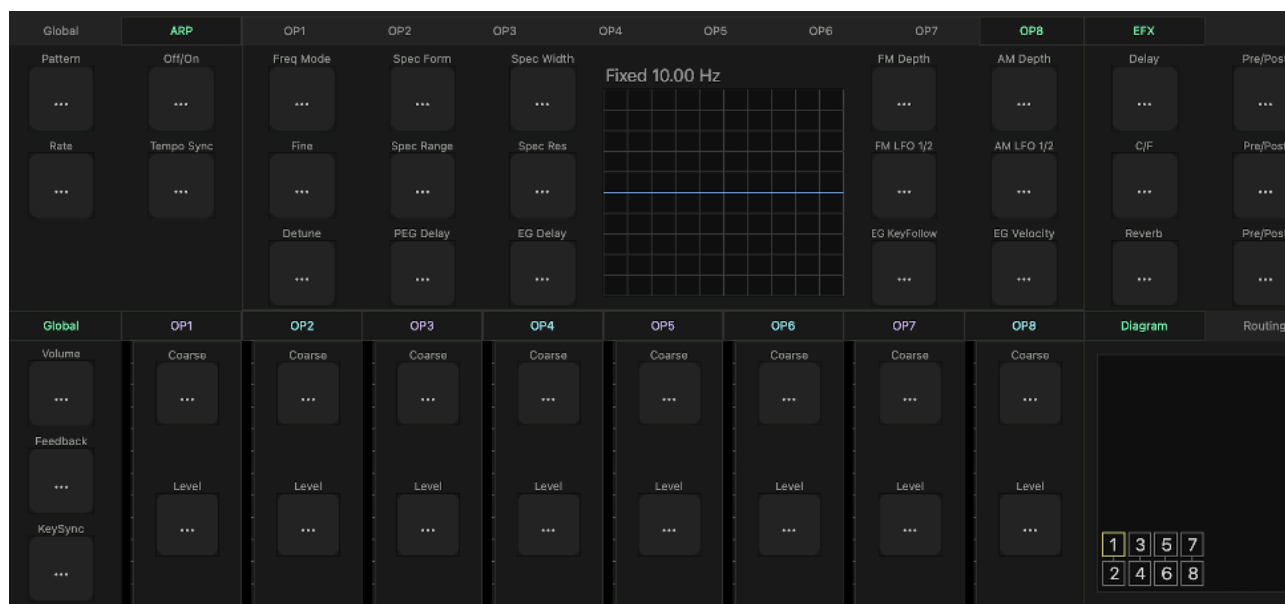 Global ARP OP1 OP2 OP3 OP4 OP5 OP6 OP7 OP8 EFX
Pattern Off/On Freq Mode Spec Form Spec Width FM Depth AM Depth Delay Pre/Pos
Fixed 10.00 Hz
... ... ... ... ... ... ... ... ...
Rate Tempo Sync Fine Spec Range Spec Res FM LFO 1/2 AM LFO 1/2 C/F Pre/Post
... ... ... ... ... ... ... ... ...
Detune PEG Delay EG Delay EG KeyFollow EG Velocity Reverb Pre/Pos
... ... ... ... ... ... ...
Global OP1 OP2 OP3 OP4 OP5 OP6 OP7 OP8 Diagram Routing
Volume Coarse Coarse Coarse Coarse Coarse Coarse Coarse Coarse
... ... ... ... ... ... ... ... ...
Feedback
... Level Level Level Level Level Level Level Level
KeySync ... ... ... ... ... ... ... ...
1 3 5 7
... 2 4 6 8